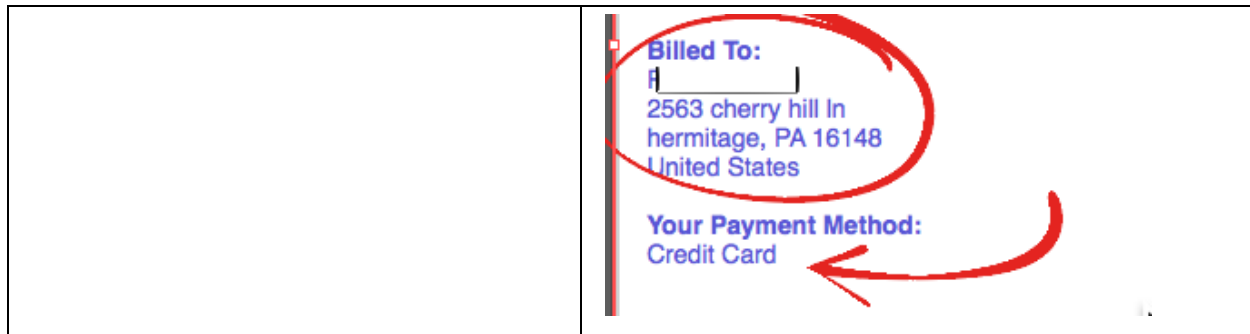 Billed To:
F
2563 cherry hill ln
hermitage, PA 16148
United States
Your Payment Method:
Credit Card